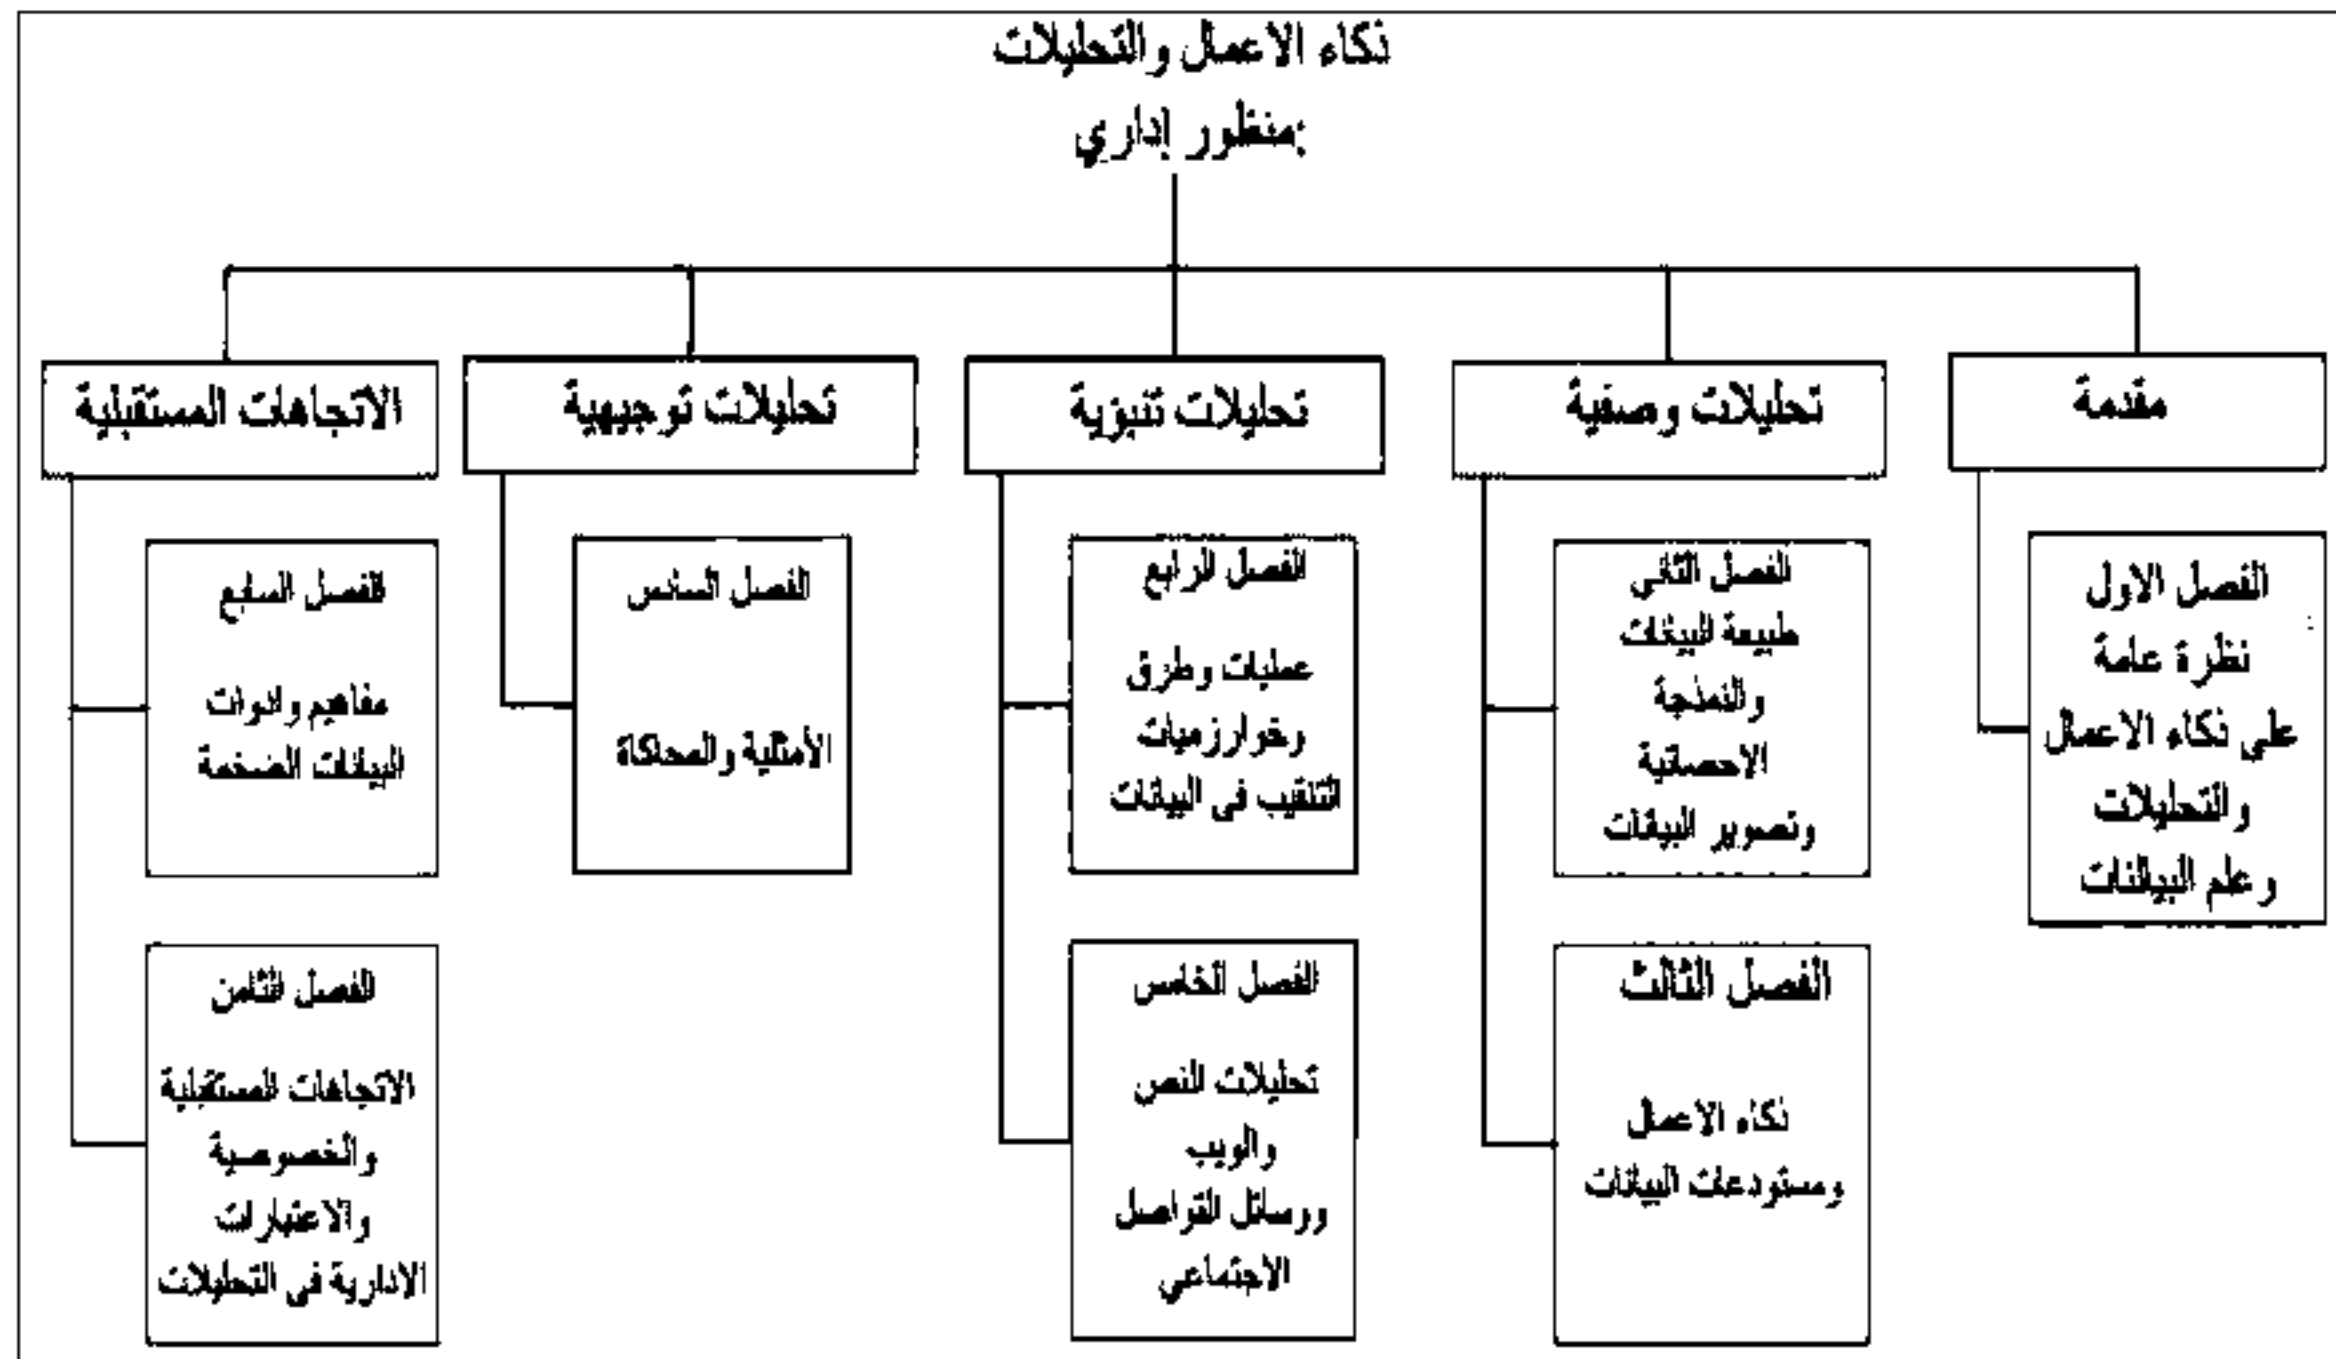 ذكاء الاعمال والتحليلات
:منظور إداري
مقدمة
تحليلات وصفية
تحليلات تنبؤية
تحليلات توجيهية
الاتجاهات المستقبلية
الفصل الاول
نظرة عامة
على ذكاء الاعمال
والتحليلات
وعلم البيانات
الفصل الثاني
طبيعة البيانات
والنمذجة
الاحصائية
وتصوير البيانات
الفصل الثالث
ذكاء الاعمال
ومستودعات البيانات
الفصل الرابع
عمليات وطرق
وخوارزميات
التنقيب في البيانات
الفصل الخامس
تحليلات النص
والويب
ووسائل التواصل
الاجتماعي
الفصل السادس
الأمثلية والمحاكاة
الفصل السابع
مفاهيم وادوات
البيانات الضخمة
الفصل الثامن
الاتجاهات المستقبلية
والخصوصية
والاعتبارات
الادارية في التحليلات